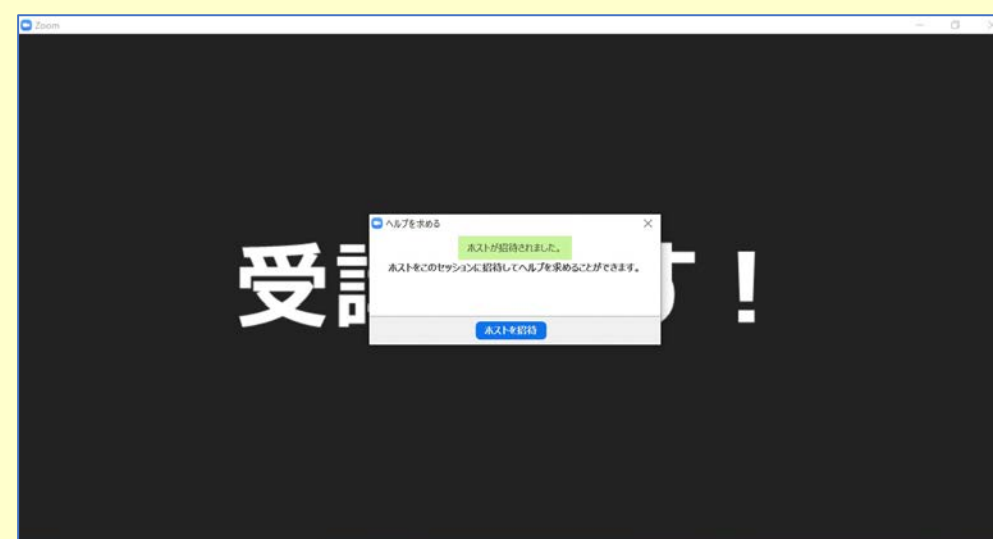 Zoom
ヘルプを求める
ホストが招待されました。
ホストをこのセッションに招待してヘルプを求めることができます。
受 す！
ホストを招待